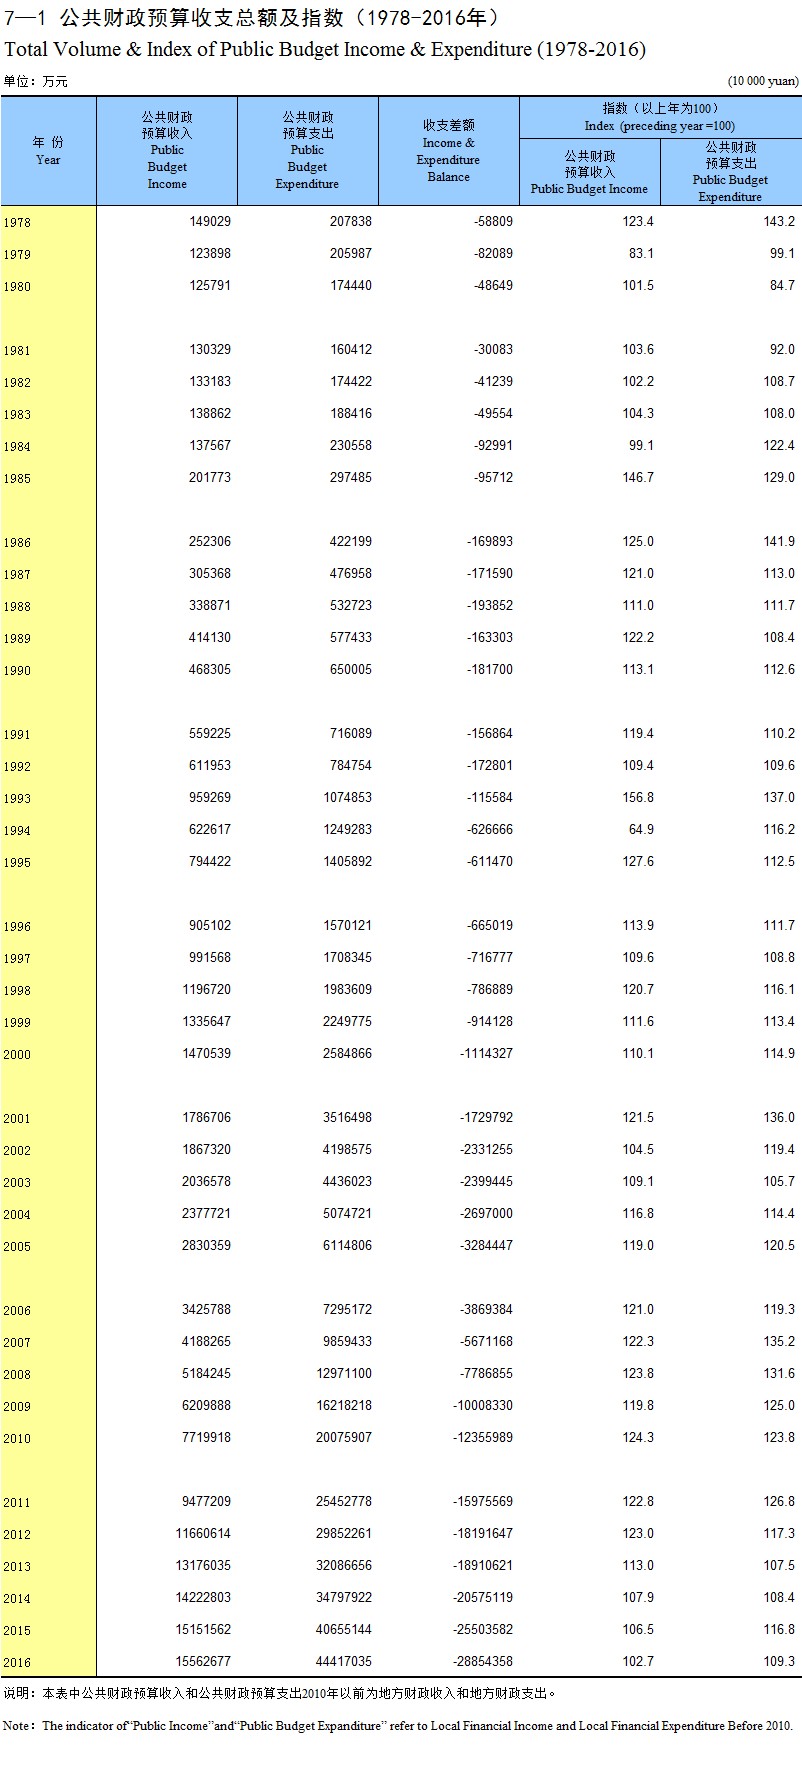 7—1 公共财政预算收支总额及指数（1978-2016年）
Total Volume & Index of Public Budget Income & Expenditure (1978-2016)
单位：万元 (10 000 yuan)
年 份
Year
公共财政
预算收入
Public
Budget
Income
公共财政
预算支出
Public
Budget
Expenditure
收支差额
Income &
Expenditure
Balance
指数（以上年为100）
Index (preceding year =100)
公共财政
预算收入
Public Budget Income
公共财政
预算支出
Public Budget
Expenditure
1978 149029 207838 -58809 123.4 143.2
1979 123898 205987 -82089 83.1 99.1
1980 125791 174440 -48649 101.5 84.7
1981 130329 160412 -30083 103.6 92.0
1982 133183 174422 -41239 102.2 108.7
1983 138862 188416 -49554 104.3 108.0
1984 137567 230558 -92991 99.1 122.4
1985 201773 297485 -95712 146.7 129.0
1986 252306 422199 -169893 125.0 141.9
1987 305368 476958 -171590 121.0 113.0
1988 338871 532723 -193852 111.0 111.7
1989 414130 577433 -163303 122.2 108.4
1990 468305 650005 -181700 113.1 112.6
1991 559225 716089 -156864 119.4 110.2
1992 611953 784754 -172801 109.4 109.6
1993 959269 1074853 -115584 156.8 137.0
1994 622617 1249283 -626666 64.9 116.2
1995 794422 1405892 -611470 127.6 112.5
1996 905102 1570121 -665019 113.9 111.7
1997 991568 1708345 -716777 109.6 108.8
1998 1196720 1983609 -786889 120.7 116.1
1999 1335647 2249775 -914128 111.6 113.4
2000 1470539 2584866 -1114327 110.1 114.9
2001 1786706 3516498 -1729792 121.5 136.0
2002 1867320 4198575 -2331255 104.5 119.4
2003 2036578 4436023 -2399445 109.1 105.7
2004 2377721 5074721 -2697000 116.8 114.4
2005 2830359 6114806 -3284447 119.0 120.5
2006 3425788 7295172 -3869384 121.0 119.3
2007 4188265 9859433 -5671168 122.3 135.2
2008 5184245 12971100 -7786855 123.8 131.6
2009 6209888 16218218 -10008330 119.8 125.0
2010 7719918 20075907 -12355989 124.3 123.8
2011 9477209 25452778 -15975569 122.8 126.8
2012 11660614 29852261 -18191647 123.0 117.3
2013 13176035 32086656 -18910621 113.0 107.5
2014 14222803 34797922 -20575119 107.9 108.4
2015 15151562 40655144 -25503582 106.5 116.8
2016 15562677 44417035 -28854358 102.7 109.3
说明：本表中公共财政预算收入和公共财政预算支出2010年以前为地方财政收入和地方财政支出。
Note：The indicator of“Public Income”and“Public Budget Expanditure” refer to Local Financial Income and Local Financial Expenditure Before 2010.